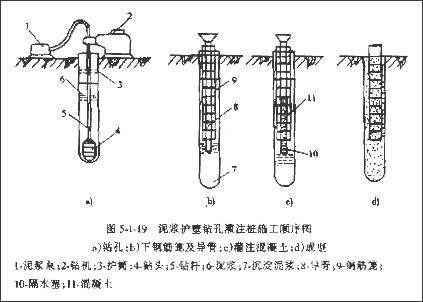 1
2
3
4
5
6
7
8
9
10
11
a)
b)
c)
d)
图 5-1-19 泥浆护壁钻孔灌注桩施工顺序图
a)钻孔;b)下钢筋笼及导管;c)灌注混凝土;d)成型
1-泥浆泵;2-钻机;3-护筒;4-钻头;5-钻杆;6-泥浆;7-沉淀泥浆;8-导管;9-钢筋笼;
10-隔水塞;11-混凝土